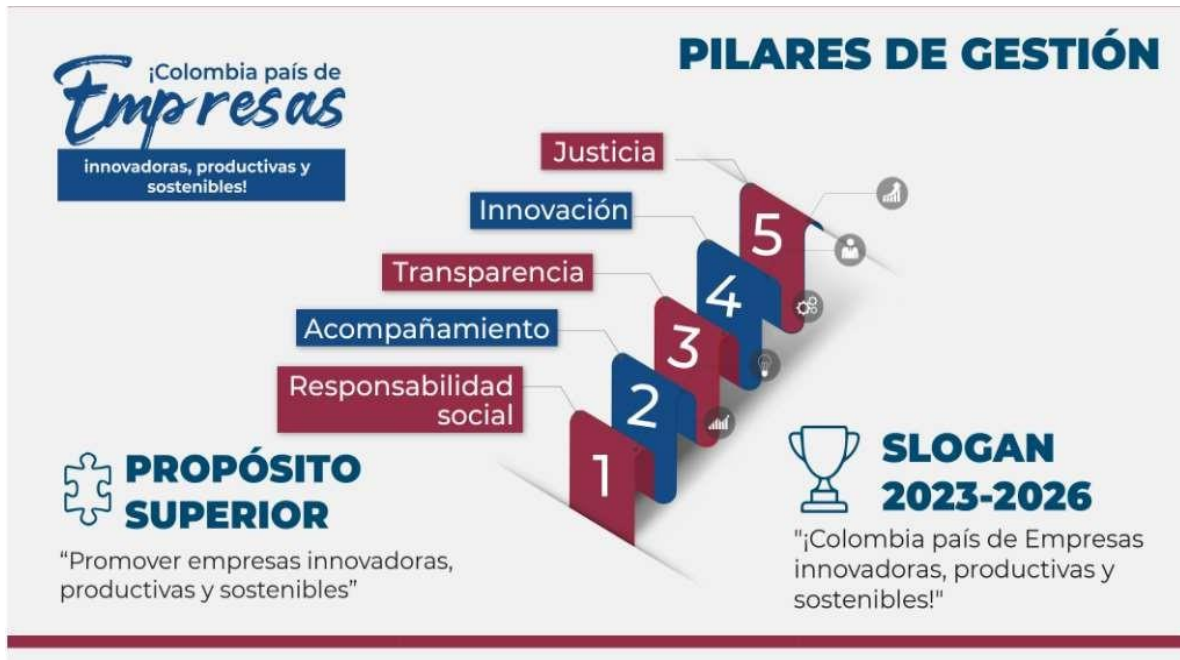 PILARES DE GESTIÓN
¡Colombia país de
Empresas
innovadoras, productivas y
sostenibles!
Justicia
5
Innovación
4
Transparencia
3
Acompañamiento
2
Responsabilidad
social
1
PROPÓSITO
SUPERIOR
“Promover empresas innovadoras,
productivas y sostenibles”
SLOGAN
2023-2026
"¡Colombia país de Empresas
innovadoras, productivas y
sostenibles!"